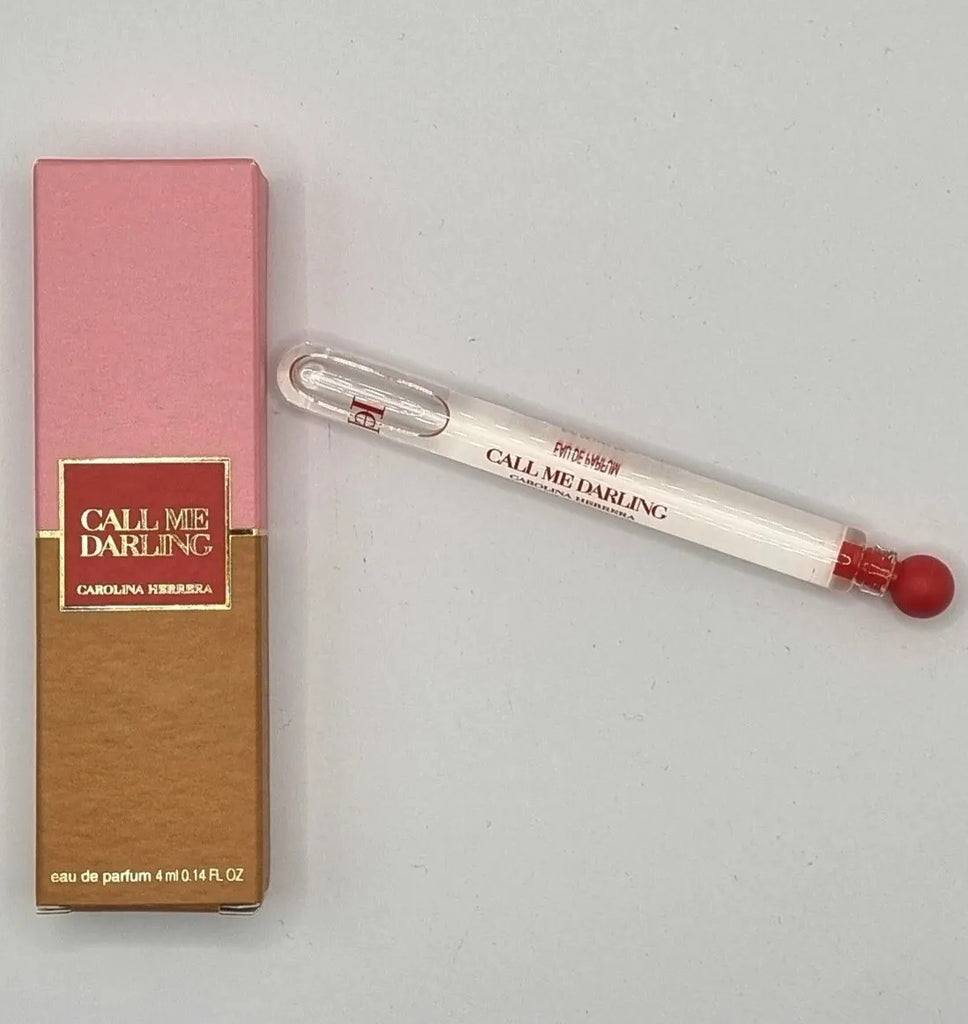 CALL ME
DARLING
CAROLINA HERRERA
eau de parfum 4 ml 0.14 FL OZ
EAU DE PARFUM
CALL ME DARLING
CAROLINA HERRERA